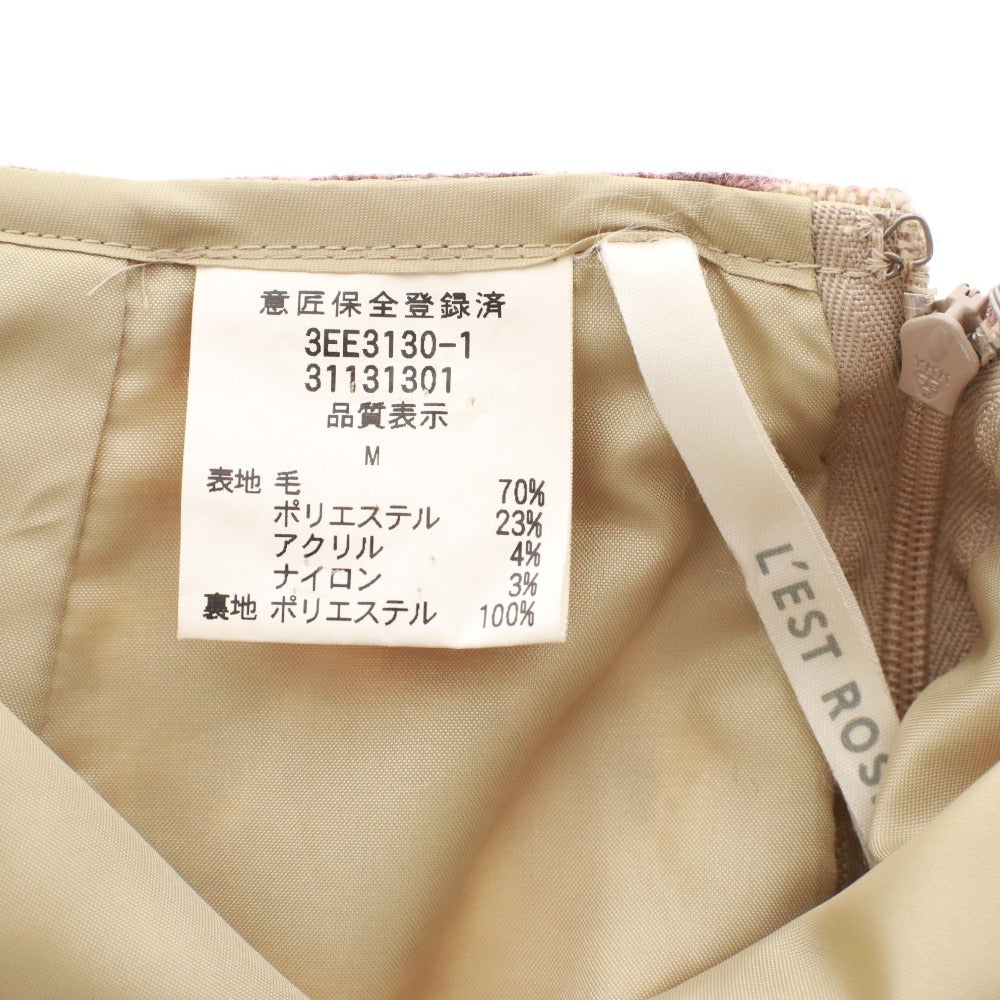 意匠保全登録済
3EE3130-1
31131301
品質表示
M
表地 毛 70%
ポリエステル 23%
アクリル 4%
ナイロン 3%
裏地 ポリエステル 100%
L'EST ROS
YKK